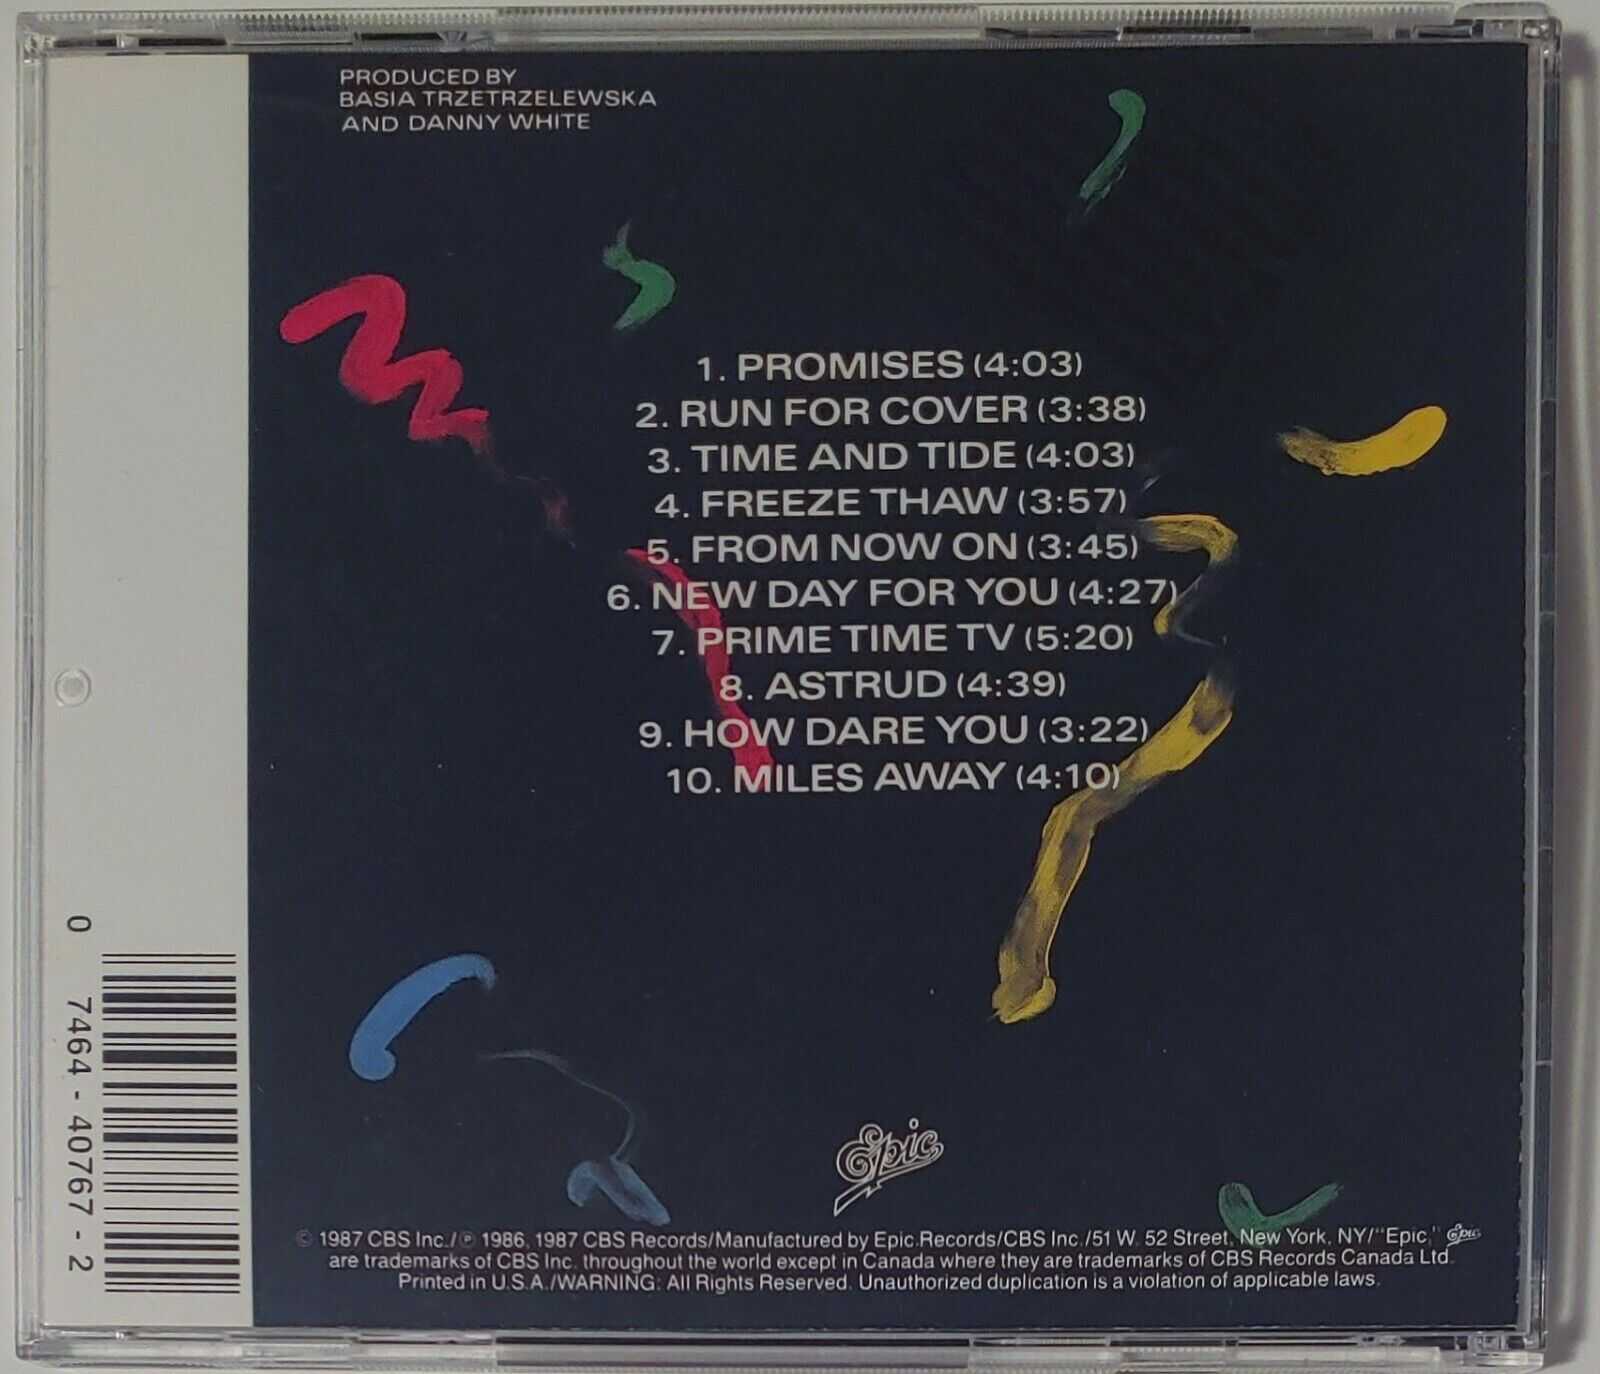 PRODUCED BY
BASIA TRZETRZELEWSKA
AND DANNY WHITE
1. PROMISES (4:03)
2. RUN FOR COVER (3:38)
3. TIME AND TIDE (4:03)
4. FREEZE THAW (3:57)
5. FROM NOW ON (3:45)
6. NEW DAY FOR YOU (4:27)
7. PRIME TIME TV (5:20)
8. ASTRUD (4:39)
9. HOW DARE YOU (3:22)
10. MILES AWAY (4:10)
0 7464-40767-2
Epic
© 1987 CBS Inc./℗ 1986, 1987 CBS Records/Manufactured by Epic Records/CBS Inc./51 W. 52 Street, New York, NY/"Epic," Epic
are trademarks of CBS Inc. throughout the world except in Canada where they are trademarks of CBS Records Canada Ltd.
Printed in U.S.A./WARNING: All Rights Reserved. Unauthorized duplication is a violation of applicable laws.